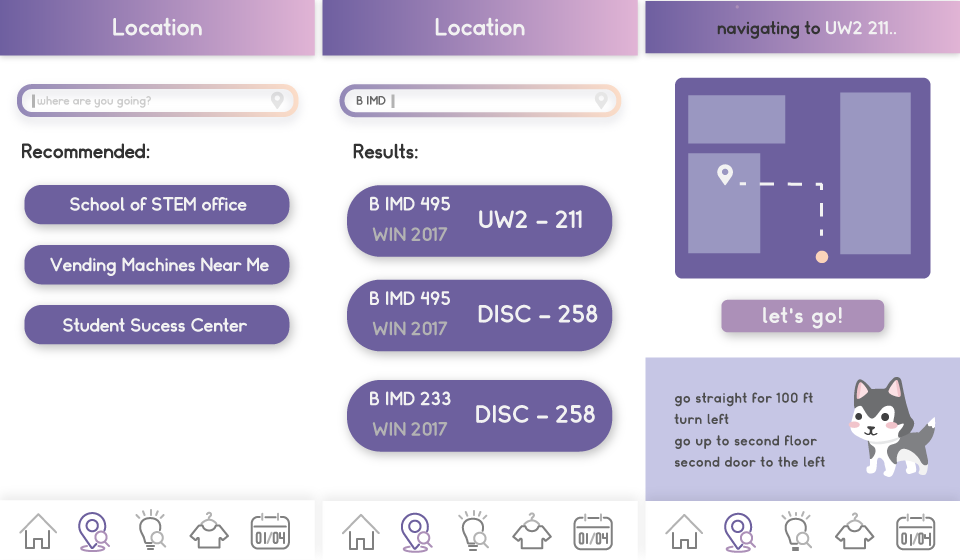 Location
where are you going?
Recommended:
School of STEM office
Vending Machines Near Me
Student Sucess Center
01/04
Location
B IMD
Results:
B IMD 495
WIN 2017
UW2 - 211
B IMD 495
WIN 2017
DISC - 258
B IMD 233
WIN 2017
DISC - 258
01/04
navigating to UW2 211..
let's go!
go straight for 100 ft
turn left
go up to second floor
second door to the left
01/04